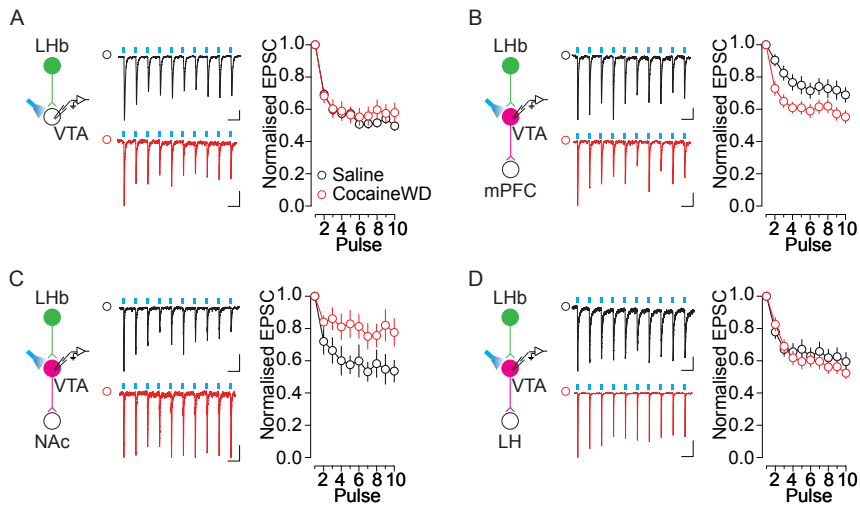 A
LHb
VTA
Normalised EPSC
1.0
0.8
0.6
0.4
0.2
0.0
Saline
CocaineWD
2 4 6 8 10
Pulse
B
LHb
VTA
mPFC
Normalised EPSC
1.0
0.8
0.6
0.4
0.2
0.0
2 4 6 8 10
Pulse
C
LHb
VTA
NAc
Normalised EPSC
1.0
0.8
0.6
0.4
0.2
0.0
2 4 6 8 10
Pulse
D
LHb
VTA
LH
Normalised EPSC
1.0
0.8
0.6
0.4
0.2
0.0
2 4 6 8 10
Pulse